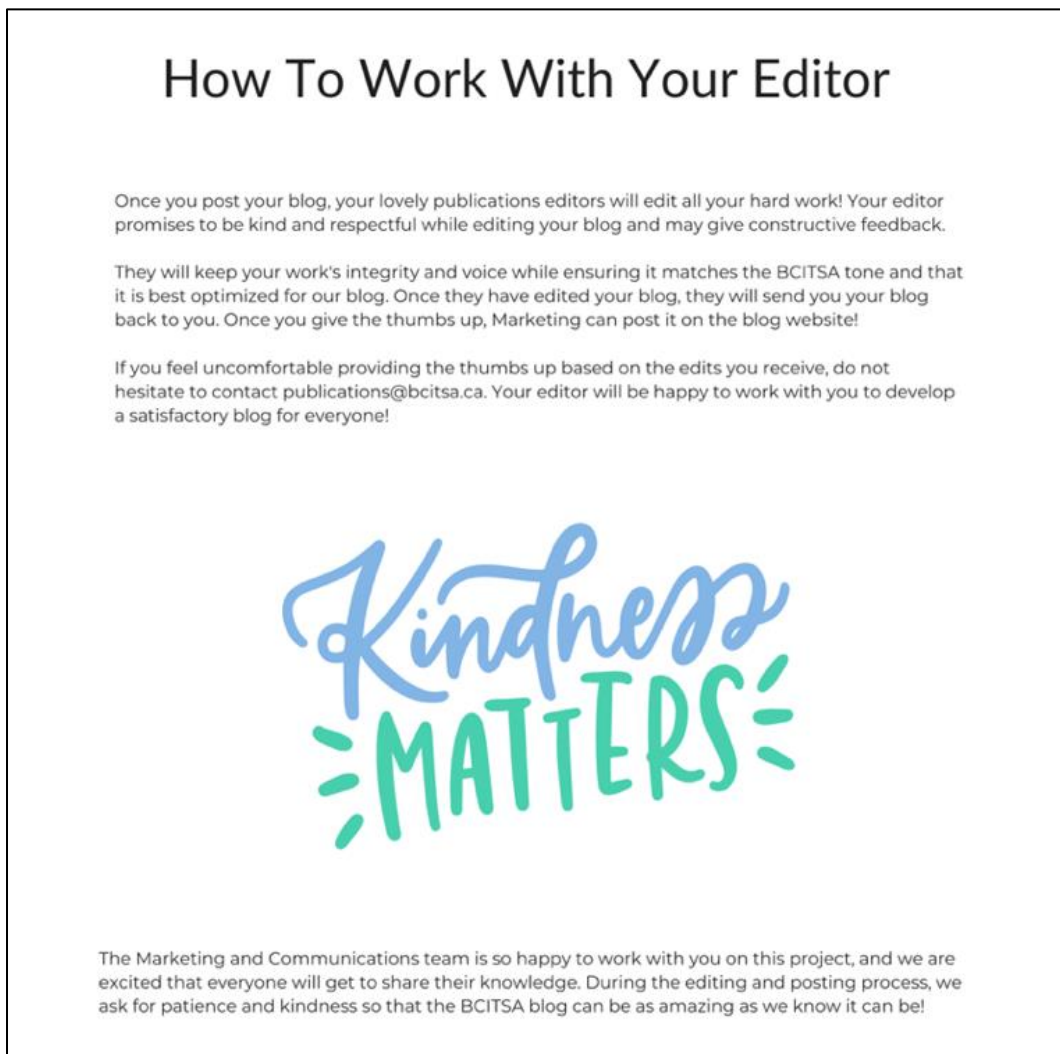 How To Work With Your Editor
Once you post your blog, your lovely publications editors will edit all your hard work! Your editor
promises to be kind and respectful while editing your blog and may give constructive feedback.
They will keep your work's integrity and voice while ensuring it matches the BCITSA tone and that
it is best optimized for our blog. Once they have edited your blog, they will send you your blog
back to you. Once you give the thumbs up, Marketing can post it on the blog website!
If you feel uncomfortable providing the thumbs up based on the edits you receive, do not
hesitate to contact publications@bcitsa.ca. Your editor will be happy to work with you to develop
a satisfactory blog for everyone!
Kindness
MATTERS
The Marketing and Communications team is so happy to work with you on this project, and we are
excited that everyone will get to share their knowledge. During the editing and posting process, we
ask for patience and kindness so that the BCITSA blog can be as amazing as we know it can be!